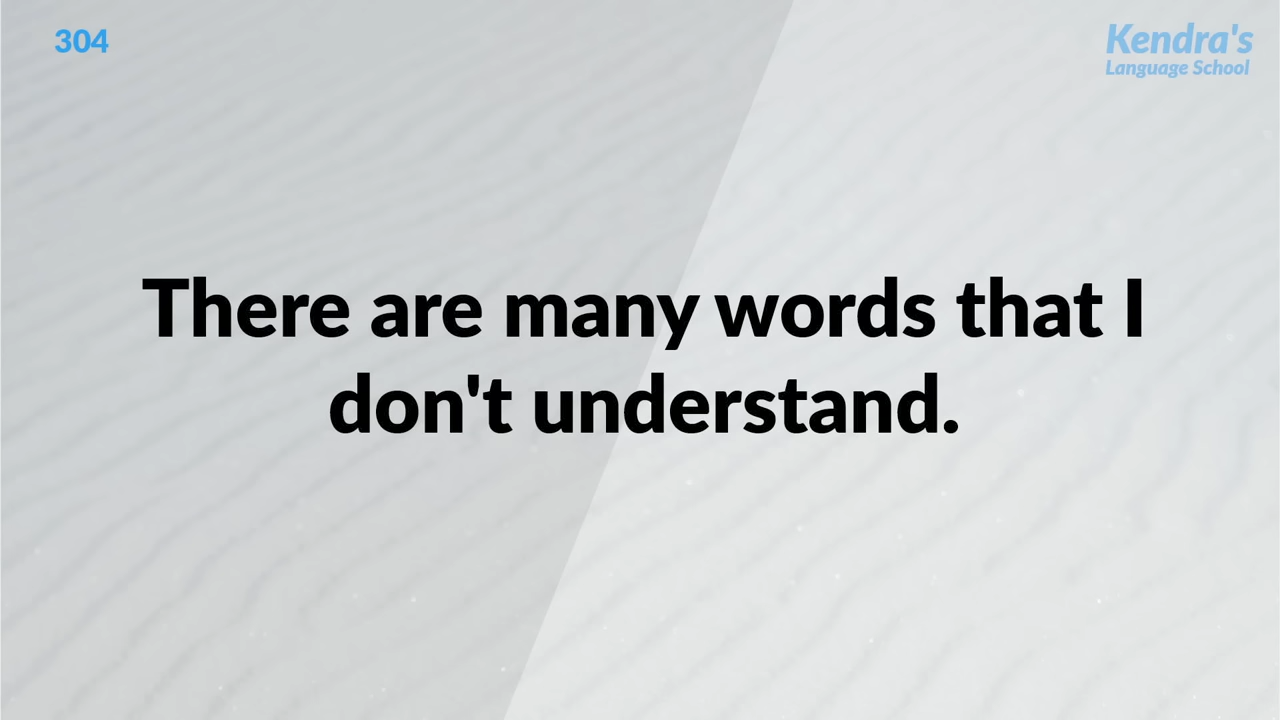 304
Kendra's
Language School
There are many words that I
don't understand.